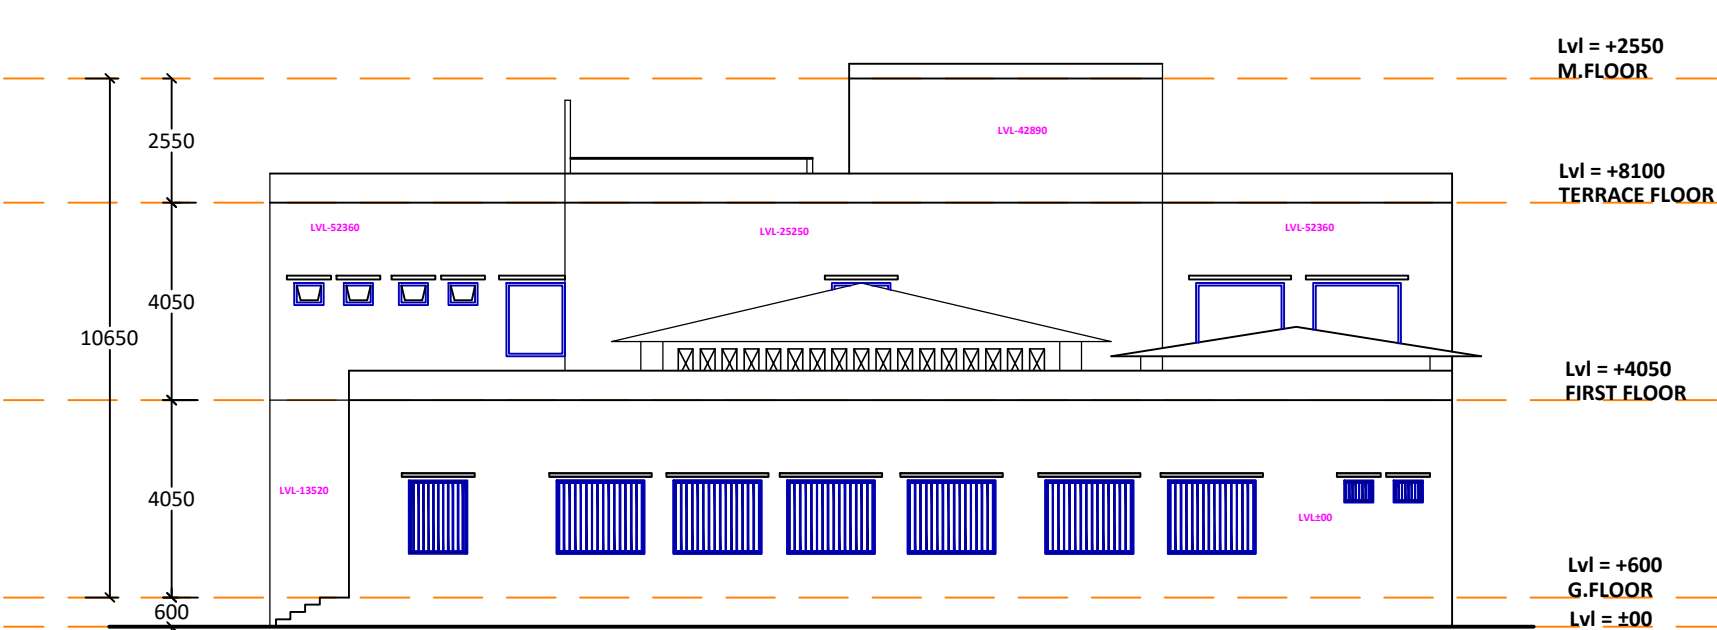 Lvl = +2550
M.FLOOR
2550
LVL-42890
Lvl = +8100
TERRACE FLOOR
LVL-52360
LVL-25250
LVL-52360
4050
10650
Lvl = +4050
FIRST FLOOR
LVL-13520
4050
LVL±00
Lvl = +600
G.FLOOR
600
Lvl = ±00